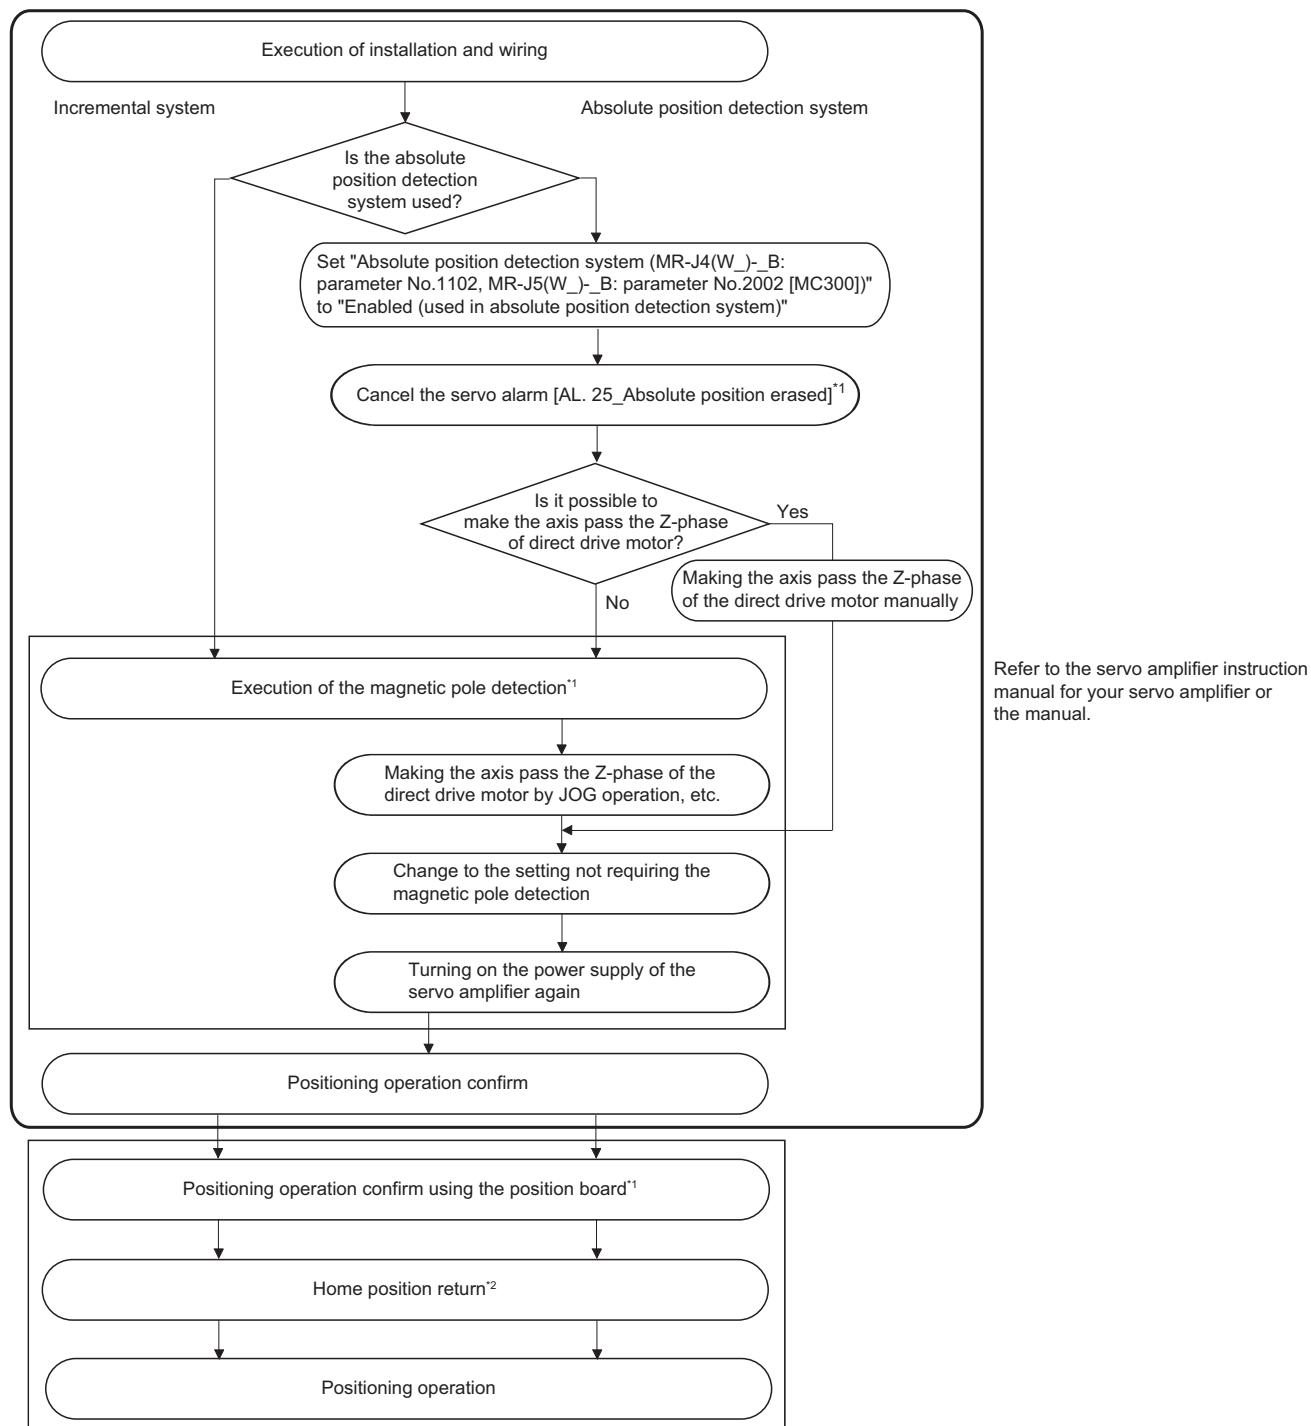 Execution of installation and wiring
Incremental system
Absolute position detection system
Is the absolute
position detection
system used?
Set "Absolute position detection system (MR-J4(W_)-_B:
parameter No.1102, MR-J5(W_)-_B: parameter No.2002 [MC300])"
to "Enabled (used in absolute position detection system)"
Cancel the servo alarm [AL. 25_Absolute position erased]*1
Is it possible to
make the axis pass the Z-phase
of direct drive motor?
Yes
Making the axis pass the Z-phase
of the direct drive motor manually
No
Execution of the magnetic pole detection*1
Refer to the servo amplifier instruction
manual for your servo amplifier or
the manual.
Making the axis pass the Z-phase of the
direct drive motor by JOG operation, etc.
Change to the setting not requiring the
magnetic pole detection
Turning on the power supply of the
servo amplifier again
Positioning operation confirm
Positioning operation confirm using the position board*1
Home position return*2
Positioning operation